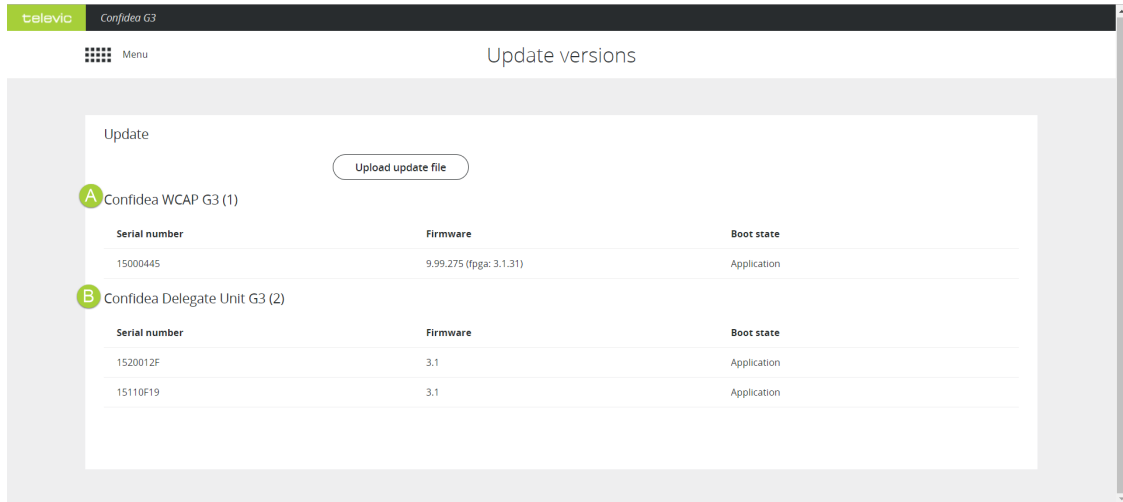 televic Confidea G3
Menu Update versions
Update
Upload update file
A Confidea WCAP G3 (1)
Serial number Firmware Boot state
15000445 9.99.275 (fpga: 3.1.31) Application
B Confidea Delegate Unit G3 (2)
Serial number Firmware Boot state
1520012F 3.1 Application
15110F19 3.1 Application